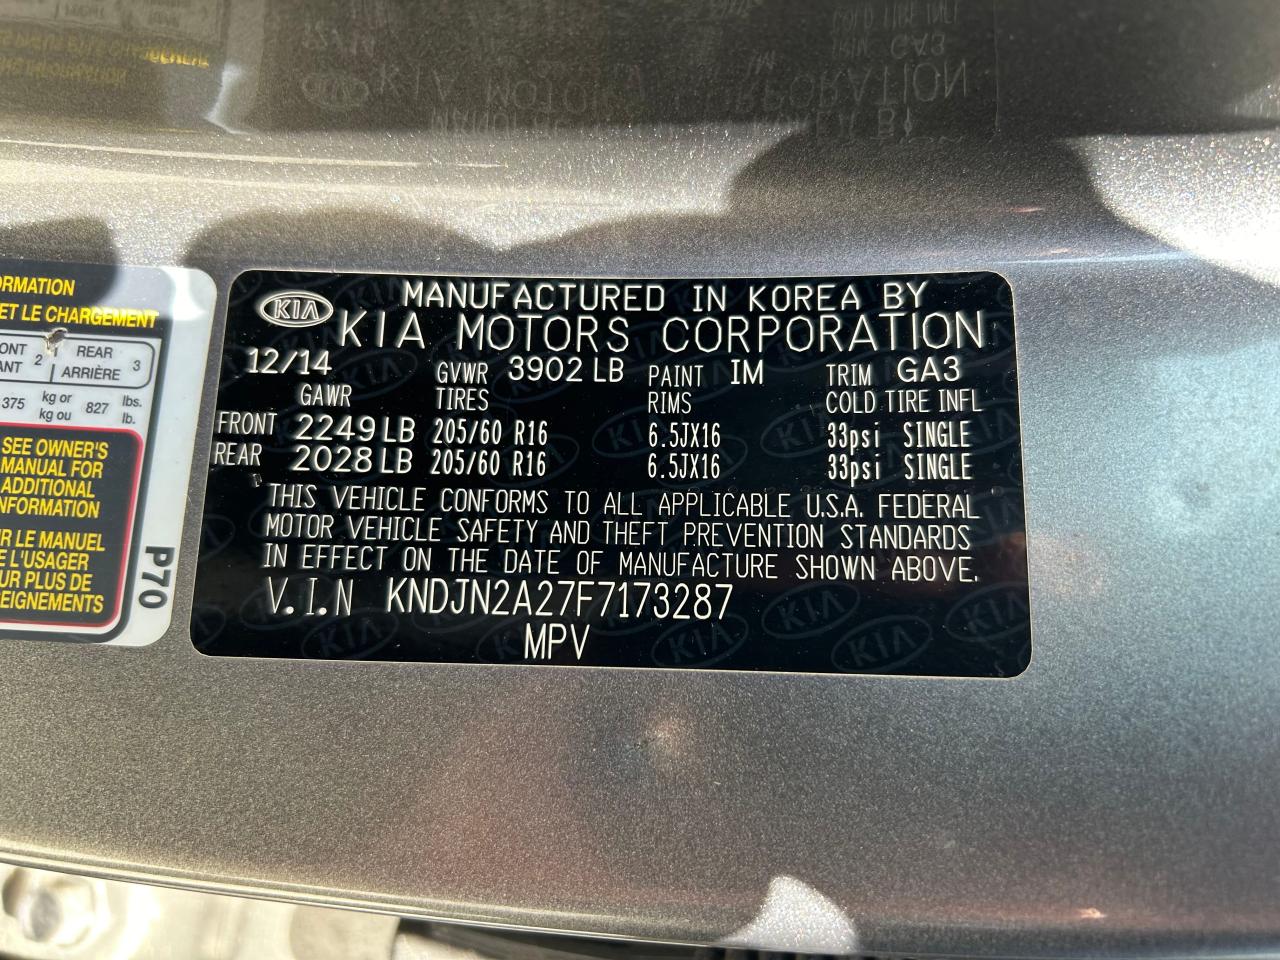 RMATION
ET LE CHARGEMENT
ONT 2 REAR 3
ANT ARRIÈRE
375 kg or 827 lbs.
kg ou lb.
SEE OWNER'S
MANUAL FOR
ADDITIONAL
INFORMATION
R LE MANUEL
L'USAGER
UR PLUS DE
EIGNEMENTS
P70
KIA MANUFACTURED IN KOREA BY
KIA MOTORS CORPORATION
12/14 GVWR 3902 LB PAINT IM TRIM GA3
GAWR TIRES RIMS COLD TIRE INFL
FRONT 2249 LB 205/60 R16 6.5JX16 33psi SINGLE
REAR 2028 LB 205/60 R16 6.5JX16 33psi SINGLE
THIS VEHICLE CONFORMS TO ALL APPLICABLE U.S.A. FEDERAL
MOTOR VEHICLE SAFETY AND THEFT PREVENTION STANDARDS
IN EFFECT ON THE DATE OF MANUFACTURE SHOWN ABOVE.
V.I.N KNDJN2A27F7173287
MPV